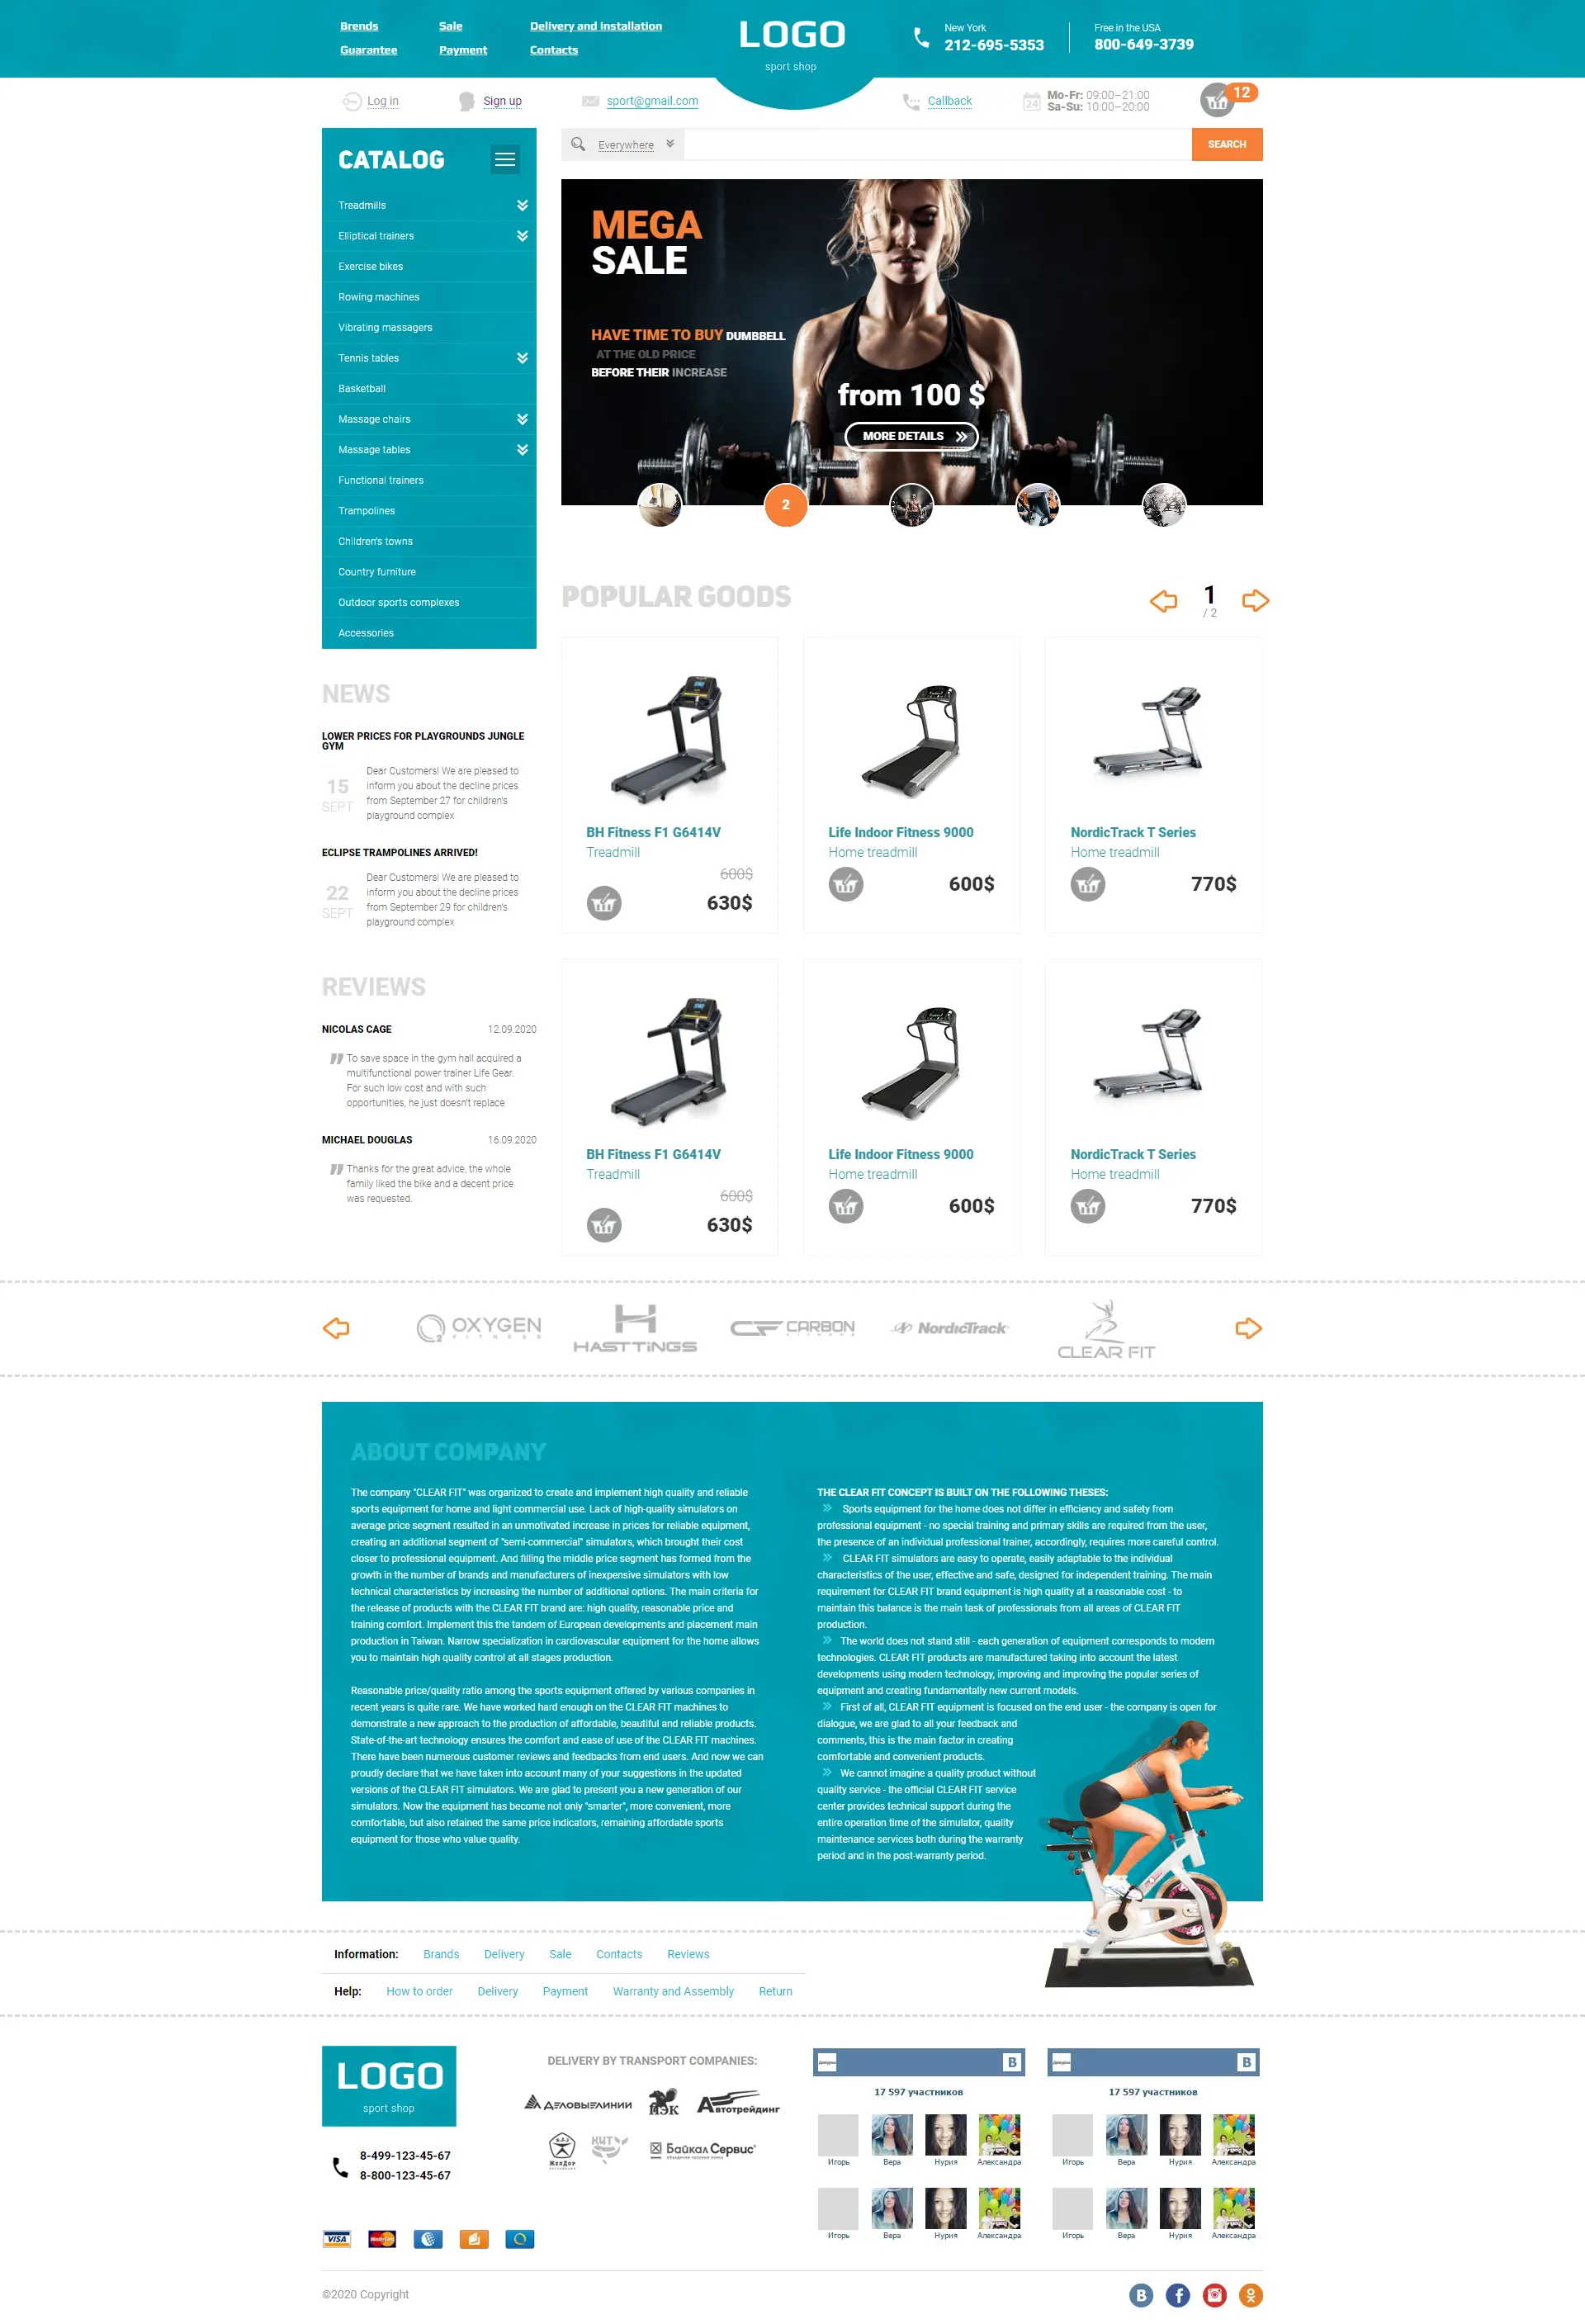 Brends
Sale
Delivery and Installation
Guarantee
Payment
Contacts
LOGO
sport shop
New York
212-695-5353
Free in the USA
800-649-3739
Log in
Sign up
sport@gmail.com
Callback
24
Mo-Fr: 09:00–21:00
Sa-Su: 10:00–20:00
12
CATALOG
Everywhere
SEARCH
Treadmills
Elliptical trainers
Exercise bikes
Rowing machines
Vibrating massagers
Tennis tables
Basketball
Massage chairs
Massage tables
Functional trainers
Trampolines
Children's towns
Country furniture
Outdoor sports complexes
Accessories
MEGA
SALE
HAVE TIME TO BUY DUMBBELL
AT THE OLD PRICE
BEFORE THEIR INCREASE
from 100 $
MORE DETAILS
2
NEWS
LOWER PRICES FOR PLAYGROUNDS JUNGLE
GYM
15
SEPT
Dear Customers! We are pleased to
inform you about the decline prices
from September 27 for children's
playground complex
ECLIPSE TRAMPOLINES ARRIVED!
22
SEPT
Dear Customers! We are pleased to
inform you about the decline prices
from September 29 for children's
playground complex
REVIEWS
NICOLAS CAGE
12.09.2020
To save space in the gym hall acquired a
multifunctional power trainer Life Gear.
For such low cost and with such
opportunities, he just doesn't replace
MICHAEL DOUGLAS
16.09.2020
Thanks for the great advice, the whole
family liked the bike and a decent price
was requested.
POPULAR GOODS
1
/ 2
BH Fitness F1 G6414V
Treadmill
600$
630$
Life Indoor Fitness 9000
Home treadmill
600$
NordicTrack T Series
Home treadmill
770$
BH Fitness F1 G6414V
Treadmill
600$
630$
Life Indoor Fitness 9000
Home treadmill
600$
NordicTrack T Series
Home treadmill
770$
O2 OXYGEN
FITNESS
HASTTINGS
CARBON
FITNESS
NordicTrack
CLEAR FIT
ABOUT COMPANY
The company "CLEAR FIT" was organized to create and implement high quality and reliable
sports equipment for home and light commercial use. Lack of high-quality simulators on
average price segment resulted in an unmotivated increase in prices for reliable equipment,
creating an additional segment of "semi-commercial" simulators, which brought their cost
closer to professional equipment. And filling the middle price segment has formed from the
growth in the number of brands and manufacturers of inexpensive simulators with low
technical characteristics by increasing the number of additional options. The main criteria for
the release of products with the CLEAR FIT brand are: high quality, reasonable price and
training comfort. Implement this the tandem of European developments and placement main
production in Taiwan. Narrow specialization in cardiovascular equipment for the home allows
you to maintain high quality control at all stages production.
Reasonable price/quality ratio among the sports equipment offered by various companies in
recent years is quite rare. We have worked hard enough on the CLEAR FIT machines to
demonstrate a new approach to the production of affordable, beautiful and reliable products.
State-of-the-art technology ensures the comfort and ease of use of the CLEAR FIT machines.
There have been numerous customer reviews and feedbacks from end users. And now we can
proudly declare that we have taken into account many of your suggestions in the updated
versions of the CLEAR FIT simulators. We are glad to present you a new generation of our
simulators. Now the equipment has become not only "smarter", more convenient, more
comfortable, but also retained the same price indicators, remaining affordable sports
equipment for those who value quality.
THE CLEAR FIT CONCEPT IS BUILT ON THE FOLLOWING THESES:
Sports equipment for the home does not differ in efficiency and safety from
professional equipment - no special training and primary skills are required from the user,
the presence of an individual professional trainer, accordingly, requires more careful control.
CLEAR FIT simulators are easy to operate, easily adaptable to the individual
characteristics of the user, effective and safe, designed for independent training. The main
requirement for CLEAR FIT brand equipment is high quality at a reasonable cost - to
maintain this balance is the main task of professionals from all areas of CLEAR FIT
production.
The world does not stand still - each generation of equipment corresponds to modern
technologies. CLEAR FIT products are manufactured taking into account the latest
developments using modern technology, improving and improving the popular series of
equipment and creating fundamentally new current models.
First of all, CLEAR FIT equipment is focused on the end user - the company is open for
dialogue, we are glad to all your feedback and
comments, this is the main factor in creating
comfortable and convenient products.
We cannot imagine a quality product without
quality service - the official CLEAR FIT service
center provides technical support during the
entire operation time of the simulator, quality
maintenance services both during the warranty
period and in the post-warranty period.
Information:
Brands
Delivery
Sale
Contacts
Reviews
Help:
How to order
Delivery
Payment
Warranty and Assembly
Return
LOGO
sport shop
8-499-123-45-67
8-800-123-45-67
VISA
MasterCard
DELIVERY BY TRANSPORT COMPANIES:
ДЕЛОВЫЕ ЛИНИИ
ПЭК
Автотрейдинг
ЖелДор
КИТ
Байкал Сервис
В
17 597 участников
Игорь
Вера
Нурия
Александра
Игорь
Вера
Нурия
Александра
В
17 597 участников
Игорь
Вера
Нурия
Александра
Игорь
Вера
Нурия
Александра
©2020 Copyright